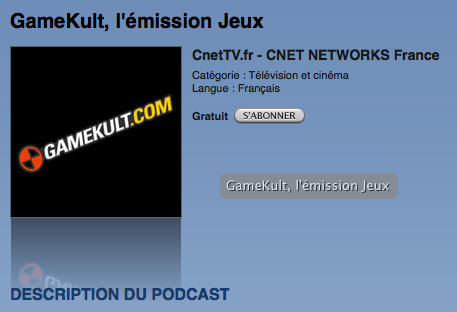 GameKult, l'émission Jeux
CnetTV.fr - CNET NETWORKS France
Catégorie : Télévision et cinéma
Langue : Français
Gratuit S'ABONNER
GAMEKULT.COM
GameKult, l'émission Jeux
DESCRIPTION DU PODCAST